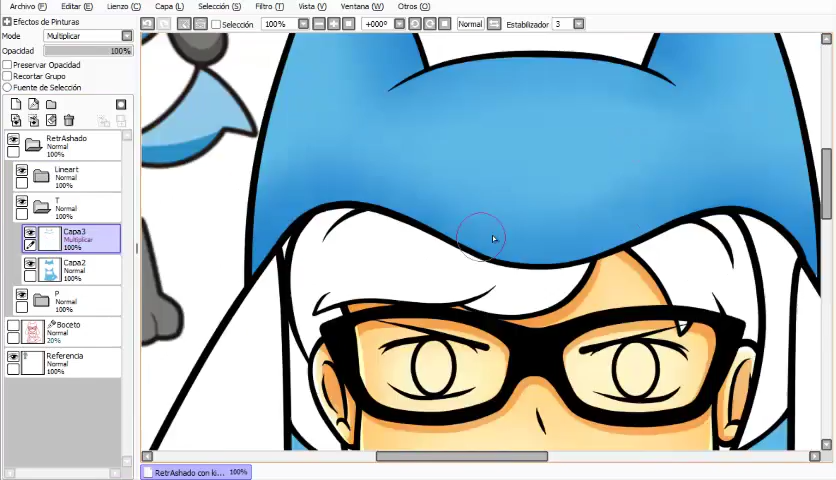 Archivo (F) Editar (E) Lienzo (C) Capa (L) Selección (S) Filtro (T) Vista (V) Ventana (W) Otros (O)
Efectos de Pinturas
Selección 100% +000º Normal Estabilizador 3
Mode Multiplicar
Opacidad 100%
Preservar Opacidad
Recortar Grupo
Fuente de Selección
RetrAshado
Normal
100%
Lineart
Normal
100%
T
Normal
100%
Capa3
Multiplicar
100%
Capa2
Normal
100%
P
Normal
100%
Boceto
Normal
20%
Referencia
Normal
100%
RetrAshado con ki... 100%